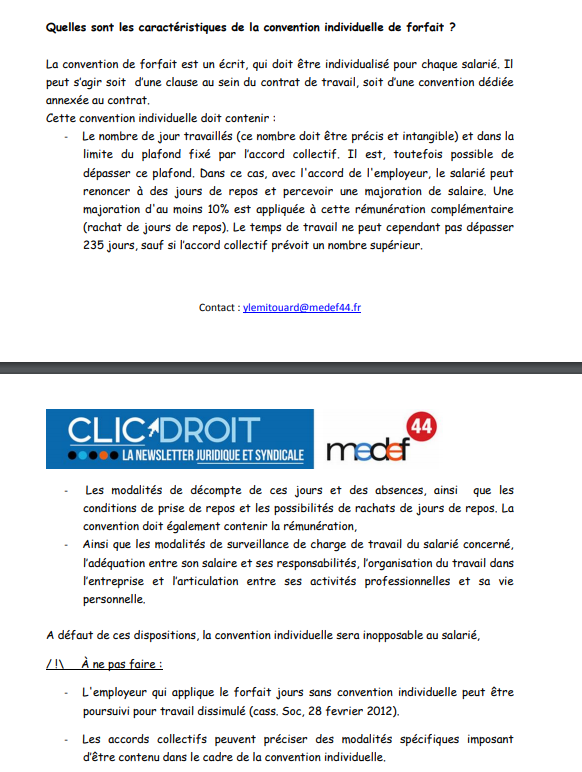 Quelles sont les caractéristiques de la convention individuelle de forfait ?
La convention de forfait est un écrit, qui doit être individualisé pour chaque salarié. Il
peut s'agir soit d'une clause au sein du contrat de travail, soit d'une convention dédiée
annexée au contrat.
Cette convention individuelle doit contenir :
- Le nombre de jour travaillés (ce nombre doit être précis et intangible) et dans la
limite du plafond fixé par l'accord collectif. Il est, toutefois possible de
dépasser ce plafond. Dans ce cas, avec l'accord de l'employeur, le salarié peut
renoncer à des jours de repos et percevoir une majoration de salaire. Une
majoration d'au moins 10% est appliquée à cette rémunération complémentaire
(rachat de jours de repos). Le temps de travail ne peut cependant pas dépasser
235 jours, sauf si l'accord collectif prévoit un nombre supérieur.
Contact : ylemitouard@medef44.fr
CLIC DROIT
LA NEWSLETTER JURIDIQUE ET SYNDICALE
medef 44
- Les modalités de décompte de ces jours et des absences, ainsi que les
conditions de prise de repos et les possibilités de rachats de jours de repos. La
convention doit également contenir la rémunération,
- Ainsi que les modalités de surveillance de charge de travail du salarié concerné,
l'adéquation entre son salaire et ses responsabilités, l'organisation du travail dans
l'entreprise et l'articulation entre ses activités professionnelles et sa vie
personnelle.
A défaut de ces dispositions, la convention individuelle sera inopposable au salarié,
/!\ À ne pas faire :
- L'employeur qui applique le forfait jours sans convention individuelle peut être
poursuivi pour travail dissimulé (cass. Soc, 28 fevrier 2012).
- Les accords collectifs peuvent préciser des modalités spécifiques imposant
d'être contenu dans le cadre de la convention individuelle.